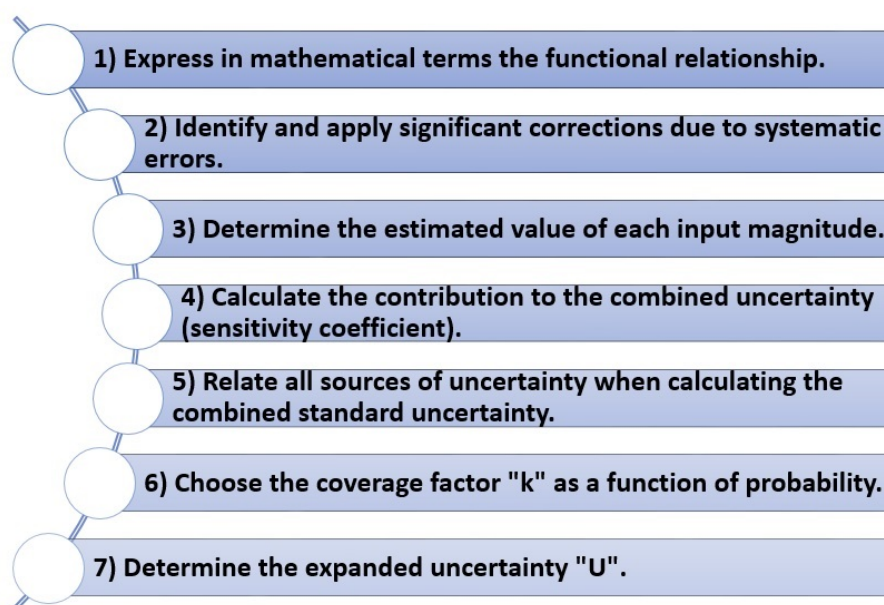 1) Express in mathematical terms the functional relationship.
2) Identify and apply significant corrections due to systematic
errors.
3) Determine the estimated value of each input magnitude.
4) Calculate the contribution to the combined uncertainty
(sensitivity coefficient).
5) Relate all sources of uncertainty when calculating the
combined standard uncertainty.
6) Choose the coverage factor "k" as a function of probability.
7) Determine the expanded uncertainty "U".